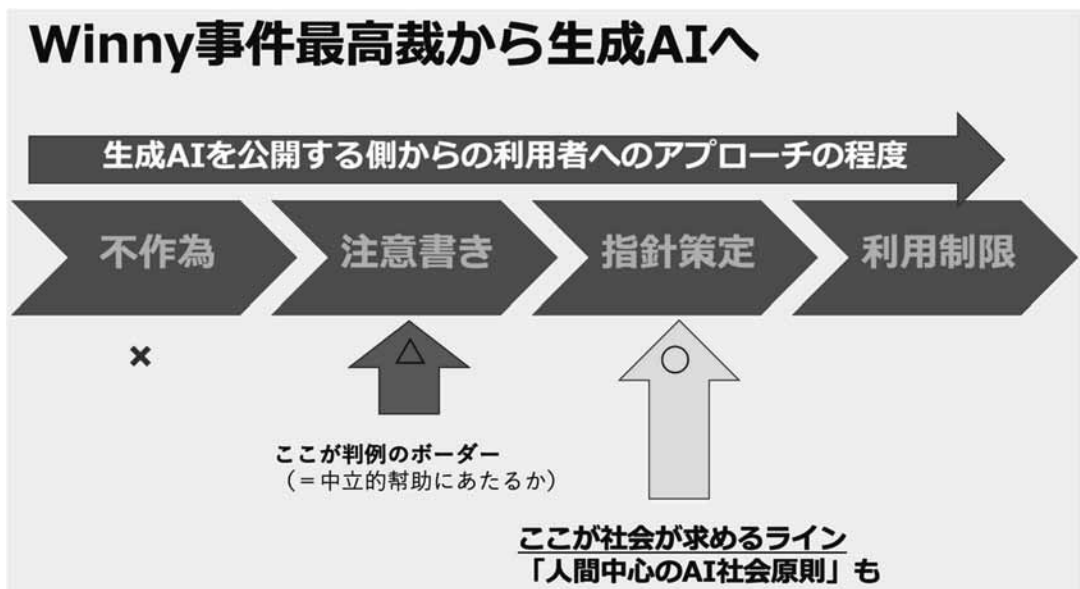 Winny事件最高裁から生成AIへ
生成AIを公開する側からの利用者へのアプローチの程度
不作為
注意書き
指針策定
利用制限
×
△
○
ここが判例のボーダー
（＝中立的幇助にあたるか）
ここが社会が求めるライン
「人間中心のAI社会原則」も